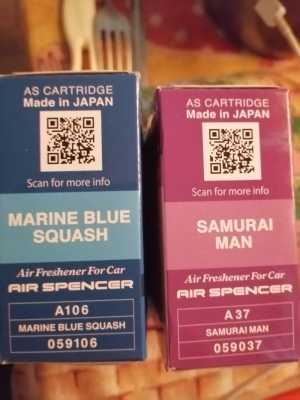 AS CARTRIDGE
Made in JAPAN
Scan for more info
MARINE BLUE
SQUASH
Air Freshener For Car
AIR SPENCER
A106
MARINE BLUE SQUASH
059106
AS CARTRIDGE
Made in JAPAN
Scan for more info
SAMURAI
MAN
Air Freshener For Car
AIR SPENCER
A37
SAMURAI MAN
059037